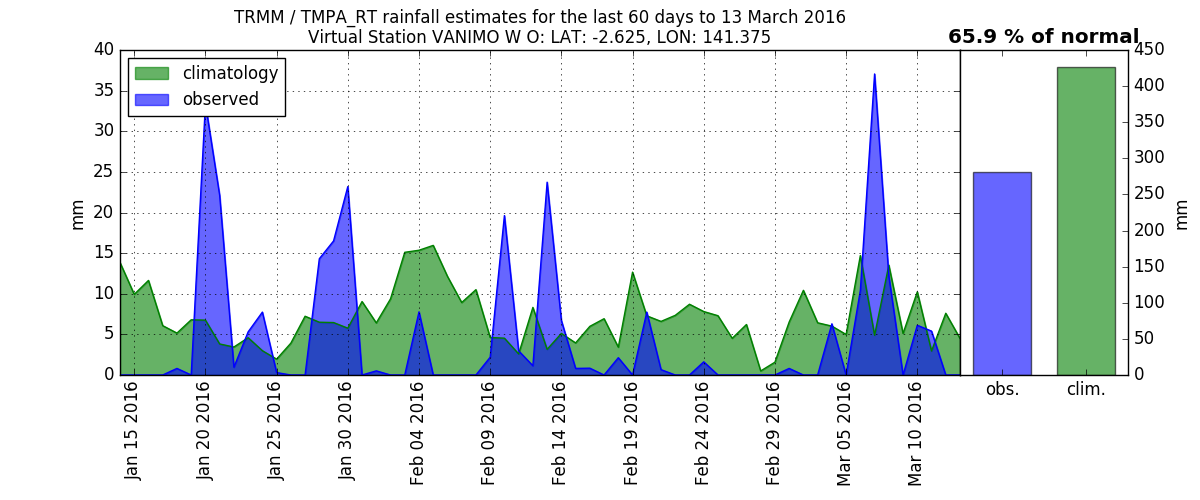 TRMM / TMPA_RT rainfall estimates for the last 60 days to 13 March 2016
Virtual Station VANIMO W O: LAT: -2.625, LON: 141.375
65.9 % of normal
climatology
observed
40
35
30
25
20
15
10
5
0
mm
Jan 15 2016
Jan 20 2016
Jan 25 2016
Jan 30 2016
Feb 04 2016
Feb 09 2016
Feb 14 2016
Feb 19 2016
Feb 24 2016
Feb 29 2016
Mar 05 2016
Mar 10 2016
obs.
clim.
450
400
350
300
250
200
150
100
50
0
mm